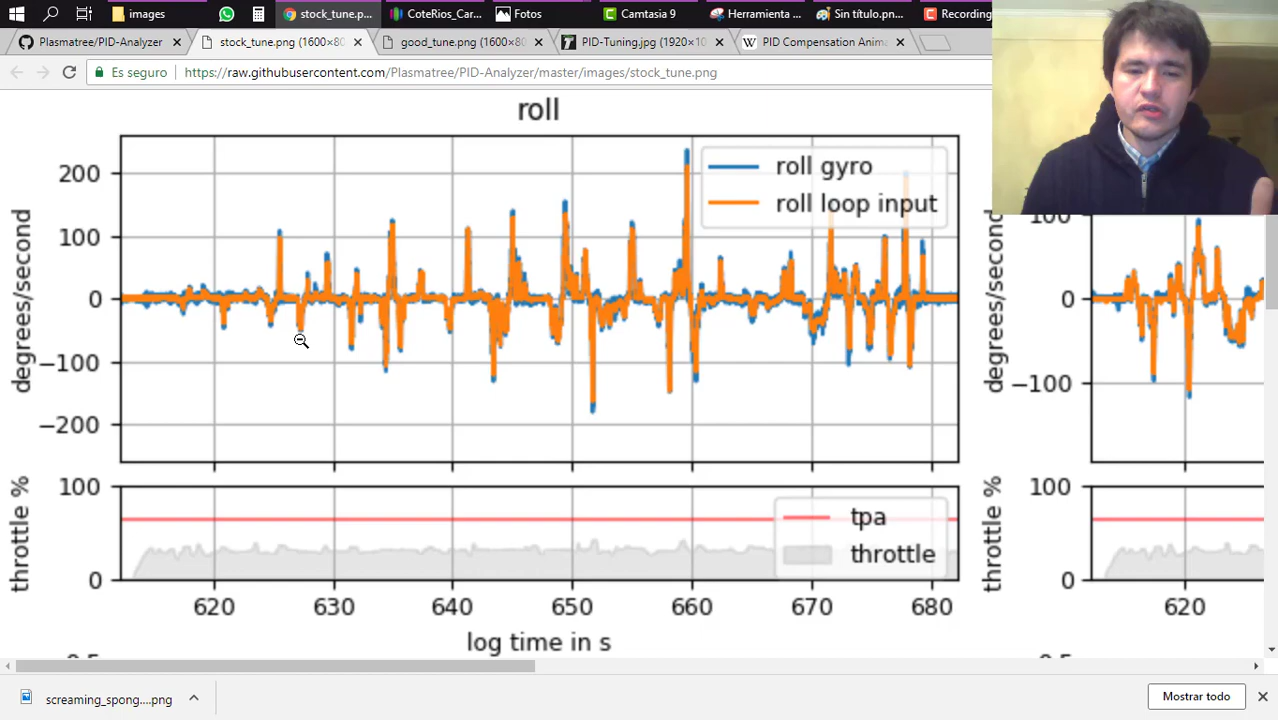 images
stock_tune.p...
CoteRios_Car...
Fotos
Camtasia 9
Herramienta ...
Sin título.pn...
Recording
Plasmatree/PID-Analyzer
stock_tune.png (1600×80
good_tune.png (1600×80
PID-Tuning.jpg (1920×10
PID Compensation Anima
Es seguro
https://raw.githubusercontent.com/Plasmatree/PID-Analyzer/master/images/stock_tune.png
roll
roll gyro
roll loop input
degrees/second
200
100
0
−100
−200
degrees/second
100
0
−100
throttle %
100
0
tpa
throttle
620
630
640
650
660
670
680
log time in s
throttle %
100
0
620
screaming_spong....png
Mostrar todo